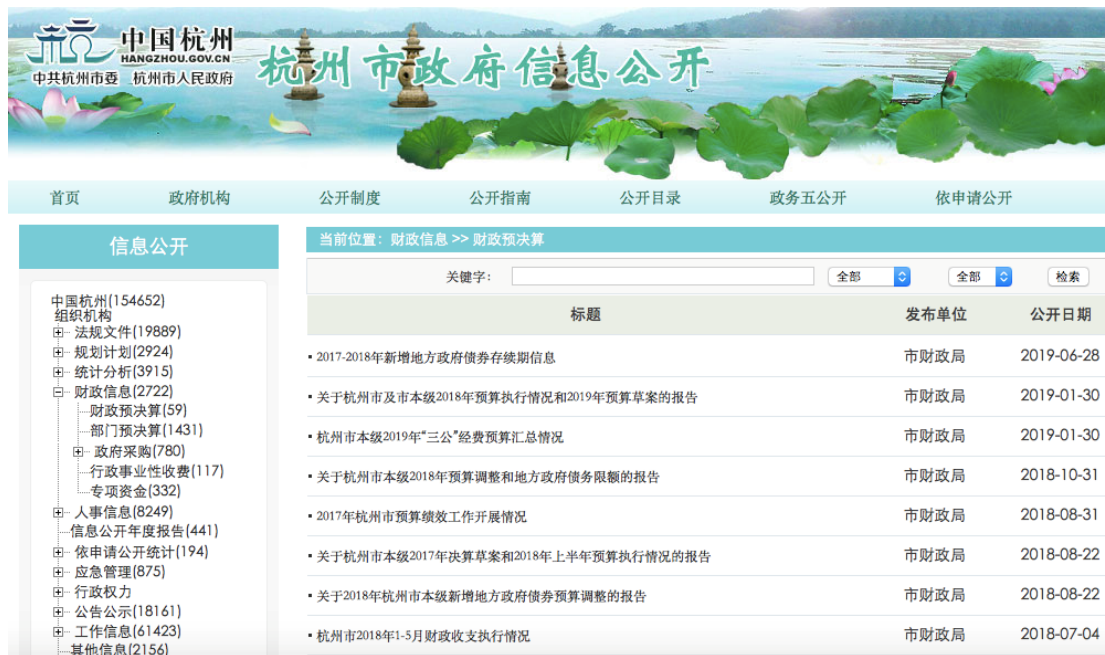 中国杭州
HANGZHOU.GOV.CN
中共杭州市委 杭州市人民政府
杭州市政府信息公开
首页 政府机构 公开制度 公开指南 公开目录 政务五公开 依申请公开
信息公开
中国杭州(154652)
组织机构
法规文件(19889)
规划计划(2924)
统计分析(3915)
财政信息(2722)
财政预决算(59)
部门预决算(1431)
政府采购(780)
行政事业性收费(117)
专项资金(332)
人事信息(8249)
信息公开年度报告(441)
依申请公开统计(194)
应急管理(875)
行政权力
公告公示(18161)
工作信息(61423)
其他信息(2156)
当前位置：财政信息 >> 财政预决算
关键字： 全部 全部 检索
标题 发布单位 公开日期
▪ 2017-2018年新增地方政府债券存续期信息 市财政局 2019-06-28
▪ 关于杭州市及市本级2018年预算执行情况和2019年预算草案的报告 市财政局 2019-01-30
▪ 杭州市本级2019年“三公”经费预算汇总情况 市财政局 2019-01-30
▪ 关于杭州市本级2018年预算调整和地方政府债务限额的报告 市财政局 2018-10-31
▪ 2017年杭州市预算绩效工作开展情况 市财政局 2018-08-31
▪ 关于杭州市本级2017年决算草案和2018年上半年预算执行情况的报告 市财政局 2018-08-22
▪ 关于2018年杭州市本级新增地方政府债券预算调整的报告 市财政局 2018-08-22
▪ 杭州市2018年1-5月财政收支执行情况 市财政局 2018-07-04